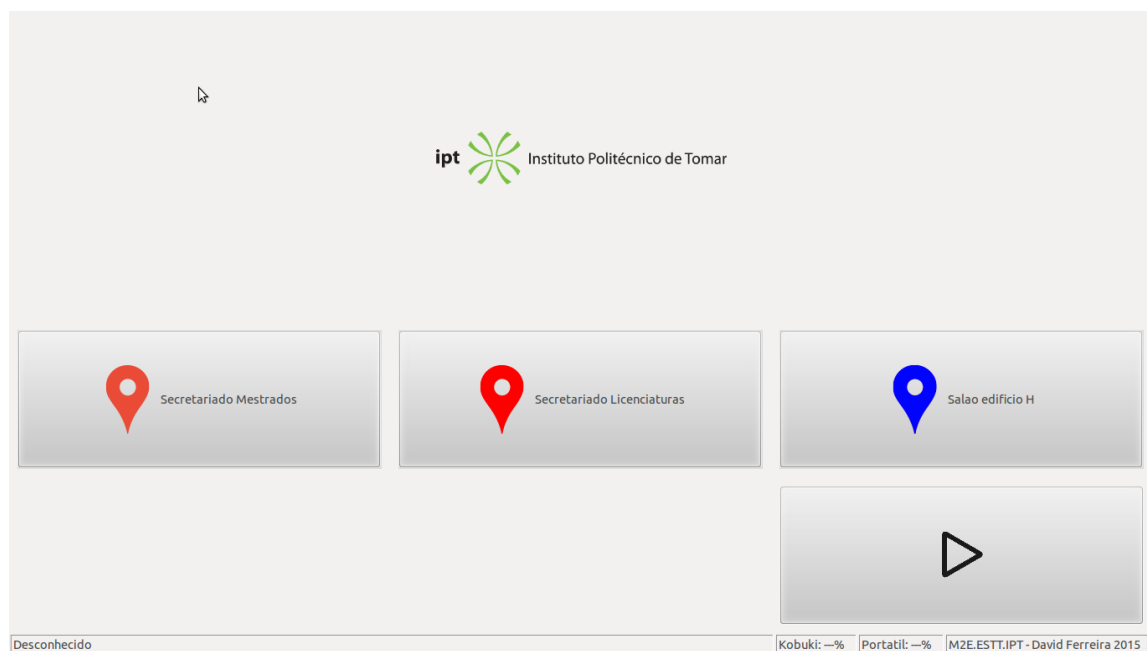 ipt Instituto Politécnico de Tomar
Secretariado Mestrados
Secretariado Licenciaturas
Salao edificio H
Desconhecido
Kobuki: —%
Portatil: —%
M2E.ESTT.IPT - David Ferreira 2015